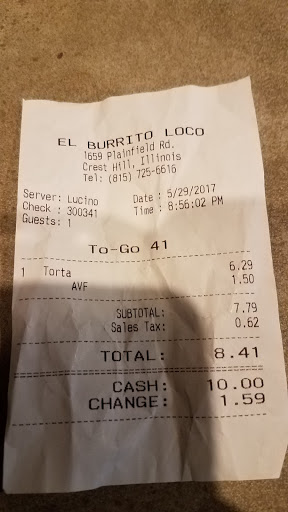 EL BURRITO LOCO
1659 Plainfield Rd.
Crest Hill, Illinois
Tel: (815) 725-6616
Server: Lucino Date : 5/29/2017
Check : 300341 Time : 8:56:02 PM
Guests: 1
To-Go 41
1 Torta 6.29
AVF 1.50
SUBTOTAL: 7.79
Sales Tax: 0.62
TOTAL: 8.41
CASH: 10.00
CHANGE: 1.59